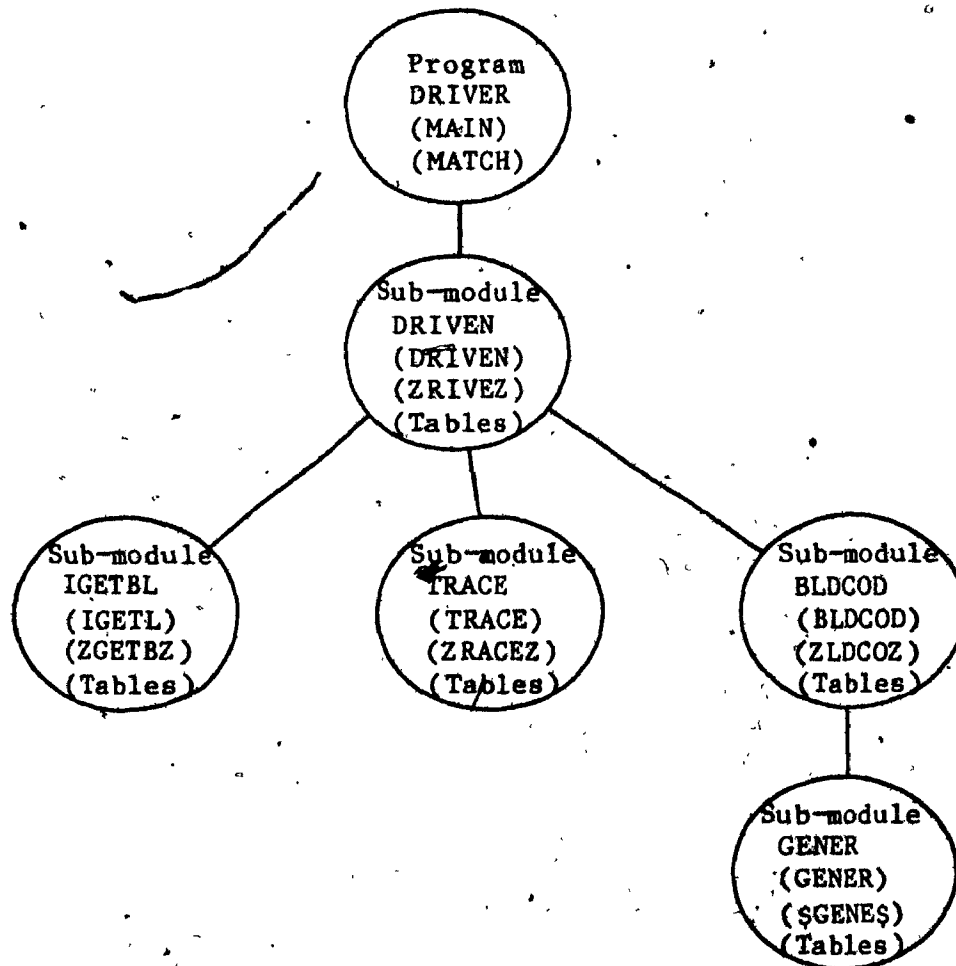 Program
DRIVER
(MAIN)
(MATCH)
Sub-module
DRIVEN
(DRIVEN)
(ZRIVEZ)
(Tables)
Sub-module
IGETBL
(IGETL)
(ZGETBZ)
(Tables)
Sub-module
TRACE
(TRACE)
(ZRACEZ)
(Tables)
Sub-module
BLDCOD
(BLDCOD)
(ZLDCOZ)
(Tables)
Sub-module
GENER
(GENER)
($GENE$)
(Tables)